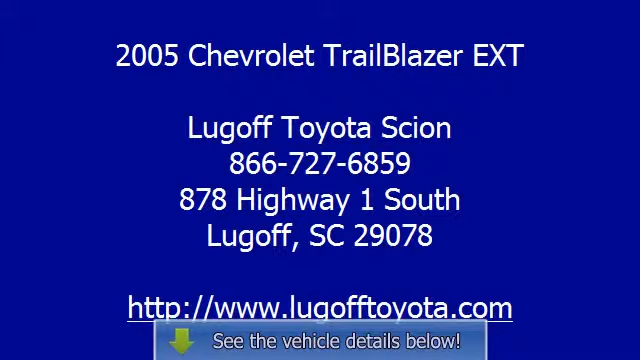 2005 Chevrolet TrailBlazer EXT
Lugoff Toyota Scion
866-727-6859
878 Highway 1 South
Lugoff, SC 29078
http://www.lugofftoyota.com
See the vehicle details below!